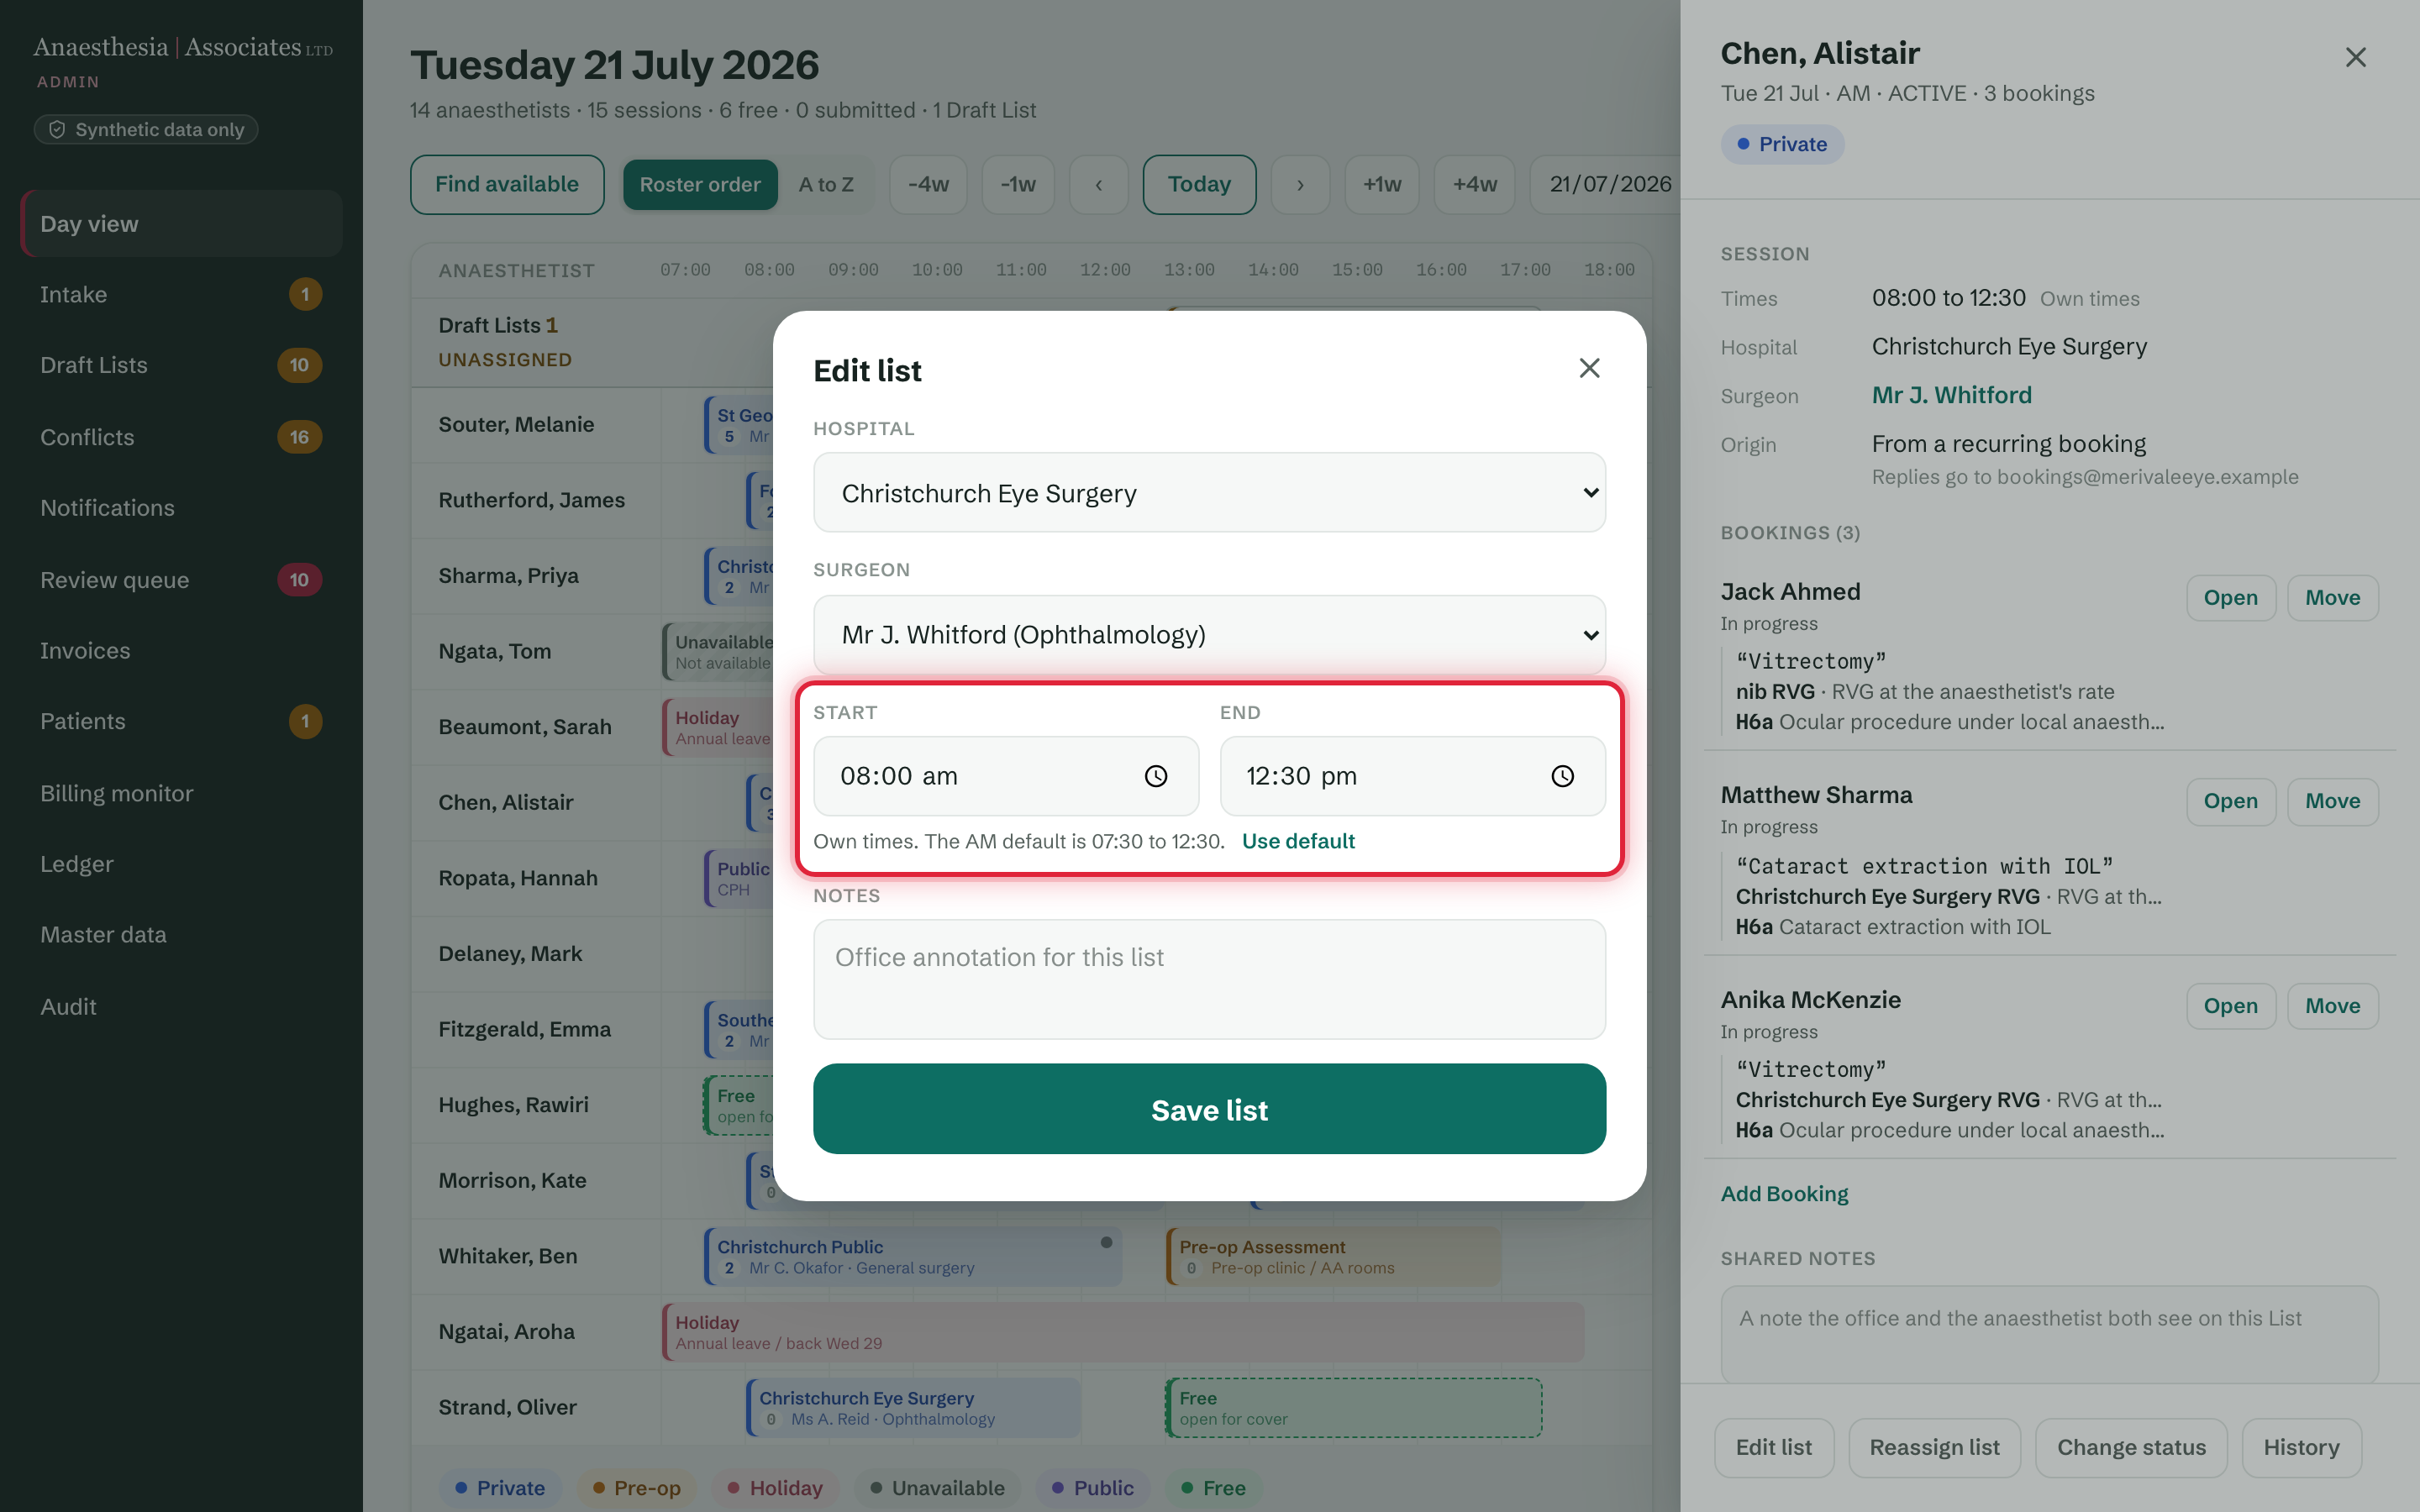 Anaesthesia | Associates LTD
ADMIN
Synthetic data only
Day view
Intake 1
Draft Lists 10
Conflicts 16
Notifications
Review queue 10
Invoices
Patients 1
Billing monitor
Ledger
Master data
Audit
Tuesday 21 July 2026
14 anaesthetists · 15 sessions · 6 free · 0 submitted · 1 Draft List
Find available Roster order A to Z -4w -1w ‹ Today › +1w +4w 21/07/2026
ANAESTHETIST 07:00 08:00 09:00 10:00 11:00 12:00 13:00 14:00 15:00 16:00 17:00 18:00
Draft Lists 1
UNASSIGNED
Souter, Melanie
St Geo
5 Mr
Rutherford, James
Sharma, Priya
Christc
2 Mr
Ngata, Tom
Unavailable
Not available
Beaumont, Sarah
Holiday
Annual leave
Chen, Alistair
Ropata, Hannah
Public
CPH
Delaney, Mark
Fitzgerald, Emma
Southe
2 Mr
Hughes, Rawiri
Free
open fo
Morrison, Kate
0
Whitaker, Ben
Christchurch Public
2 Mr C. Okafor · General surgery
Pre-op Assessment
0 Pre-op clinic / AA rooms
Ngatai, Aroha
Holiday
Annual leave / back Wed 29
Strand, Oliver
Christchurch Eye Surgery
0 Ms A. Reid · Ophthalmology
Free
open for cover
Private Pre-op Holiday Unavailable Public Free
Edit list
HOSPITAL
Christchurch Eye Surgery
SURGEON
Mr J. Whitford (Ophthalmology)
START END
08:00 am 12:30 pm
Own times. The AM default is 07:30 to 12:30. Use default
NOTES
Office annotation for this list
Save list
Chen, Alistair
Tue 21 Jul · AM · ACTIVE · 3 bookings
Private
SESSION
Times 08:00 to 12:30 Own times
Hospital Christchurch Eye Surgery
Surgeon Mr J. Whitford
Origin From a recurring booking
Replies go to bookings@merivaleeye.example
BOOKINGS (3)
Jack Ahmed Open Move
In progress
“Vitrectomy”
nib RVG · RVG at the anaesthetist's rate
H6a Ocular procedure under local anaesth...
Matthew Sharma Open Move
In progress
“Cataract extraction with IOL”
Christchurch Eye Surgery RVG · RVG at th...
H6a Cataract extraction with IOL
Anika McKenzie Open Move
In progress
“Vitrectomy”
Christchurch Eye Surgery RVG · RVG at th...
H6a Ocular procedure under local anaesth...
Add Booking
SHARED NOTES
A note the office and the anaesthetist both see on this List
Edit list Reassign list Change status History